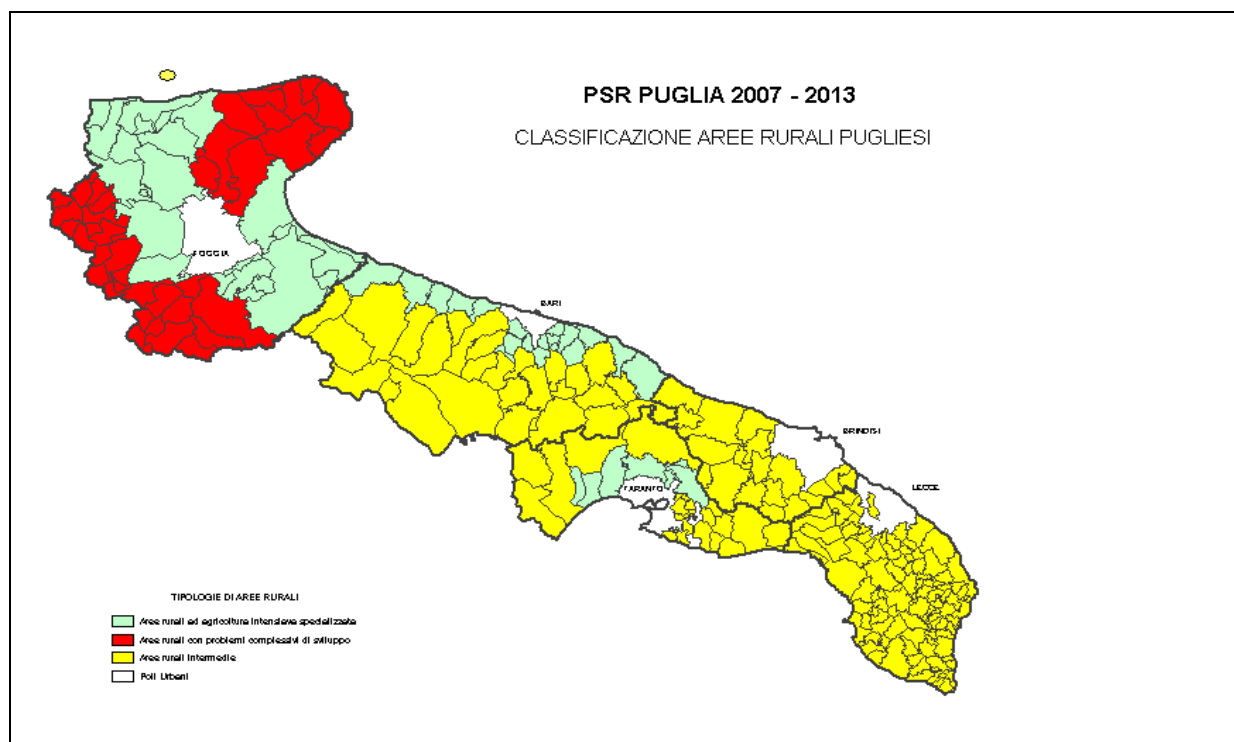 PSR PUGLIA 2007 - 2013
CLASSIFICAZIONE AREE RURALI PUGLIESI
FOGGIA
BARI
BRINDISI
TARANTO
LECCE
TIPOLOGIE DI AREE RURALI
Aree rurali ad agricoltura intensiava specializzata
Aree rurali con problemi complessivi di sviluppo
Aree rurali intermedie
Poli Urbani